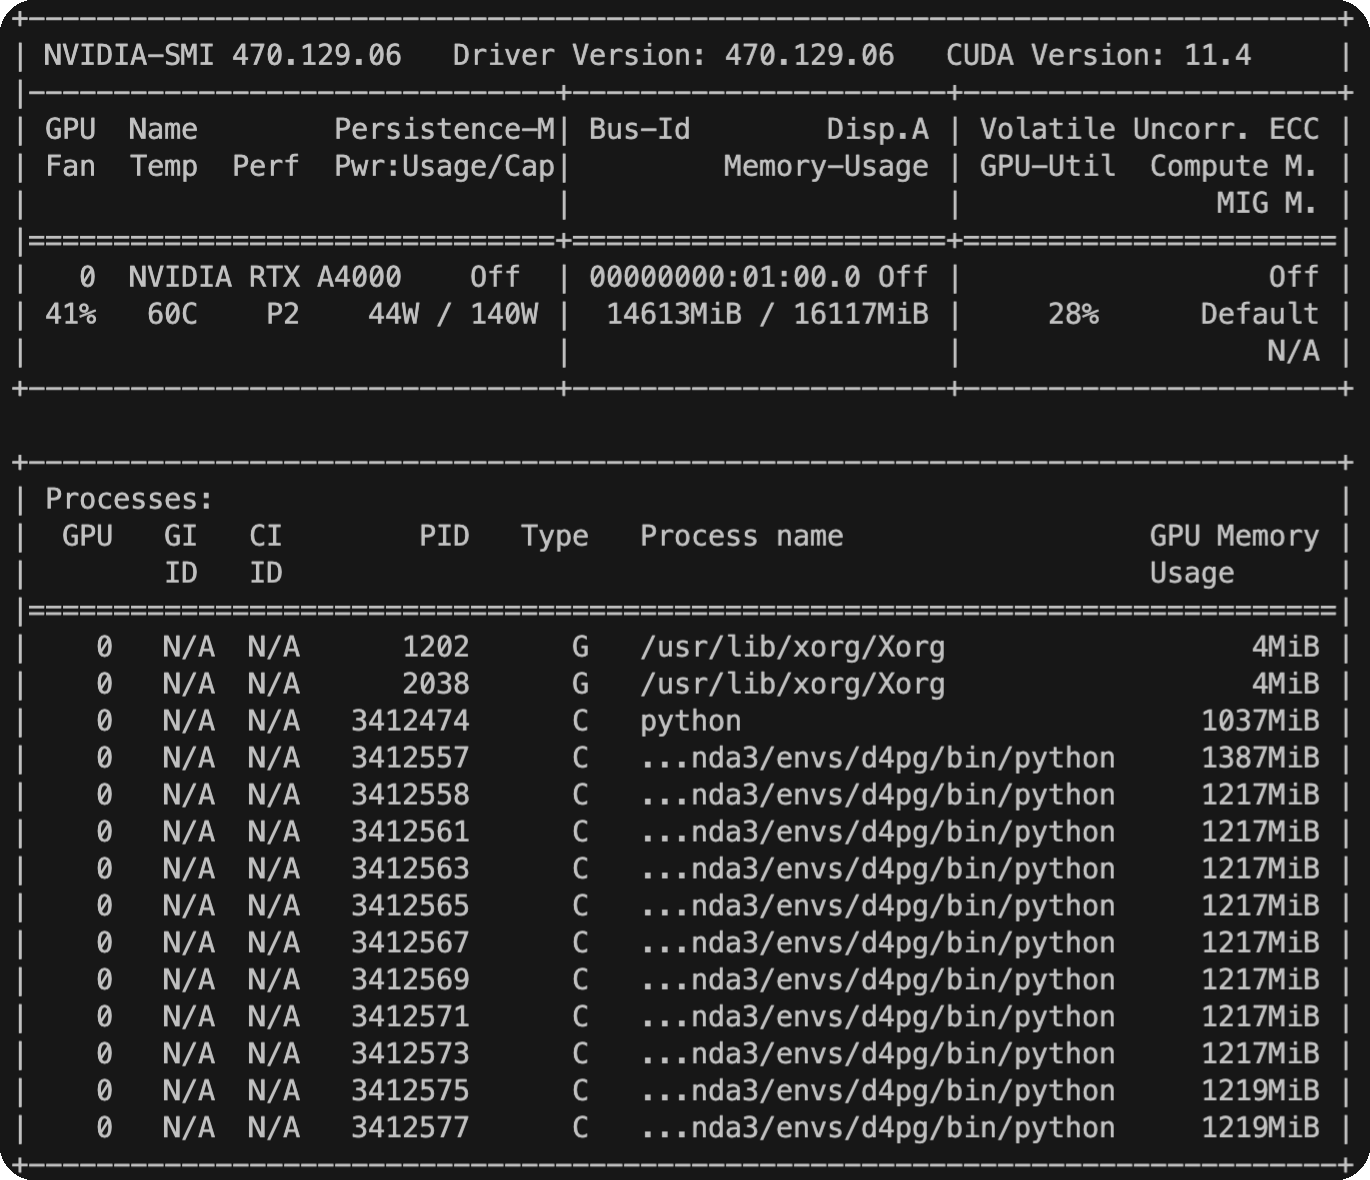 +-----------------------------------------------------------------------------+
| NVIDIA-SMI 470.129.06   Driver Version: 470.129.06   CUDA Version: 11.4     |
|-------------------------------+----------------------+----------------------+
| GPU  Name        Persistence-M| Bus-Id        Disp.A | Volatile Uncorr. ECC |
| Fan  Temp  Perf  Pwr:Usage/Cap|         Memory-Usage | GPU-Util  Compute M. |
|                               |                      |               MIG M. |
|===============================+======================+======================|
|   0  NVIDIA RTX A4000    Off  | 00000000:01:00.0 Off |                  Off |
| 41%   60C    P2    44W / 140W |  14613MiB / 16117MiB |     28%      Default |
|                               |                      |                  N/A |
+-------------------------------+----------------------+----------------------+

+-----------------------------------------------------------------------------+
| Processes:                                                                  |
|  GPU   GI   CI        PID   Type   Process name                  GPU Memory |
|        ID   ID                                                   Usage      |
|=============================================================================|
|    0   N/A  N/A      1202      G   /usr/lib/xorg/Xorg                  4MiB |
|    0   N/A  N/A      2038      G   /usr/lib/xorg/Xorg                  4MiB |
|    0   N/A  N/A   3412474      C   python                           1037MiB |
|    0   N/A  N/A   3412557      C   ...nda3/envs/d4pg/bin/python     1387MiB |
|    0   N/A  N/A   3412558      C   ...nda3/envs/d4pg/bin/python     1217MiB |
|    0   N/A  N/A   3412561      C   ...nda3/envs/d4pg/bin/python     1217MiB |
|    0   N/A  N/A   3412563      C   ...nda3/envs/d4pg/bin/python     1217MiB |
|    0   N/A  N/A   3412565      C   ...nda3/envs/d4pg/bin/python     1217MiB |
|    0   N/A  N/A   3412567      C   ...nda3/envs/d4pg/bin/python     1217MiB |
|    0   N/A  N/A   3412569      C   ...nda3/envs/d4pg/bin/python     1217MiB |
|    0   N/A  N/A   3412571      C   ...nda3/envs/d4pg/bin/python     1217MiB |
|    0   N/A  N/A   3412573      C   ...nda3/envs/d4pg/bin/python     1217MiB |
|    0   N/A  N/A   3412575      C   ...nda3/envs/d4pg/bin/python     1219MiB |
|    0   N/A  N/A   3412577      C   ...nda3/envs/d4pg/bin/python     1219MiB |
+-----------------------------------------------------------------------------+